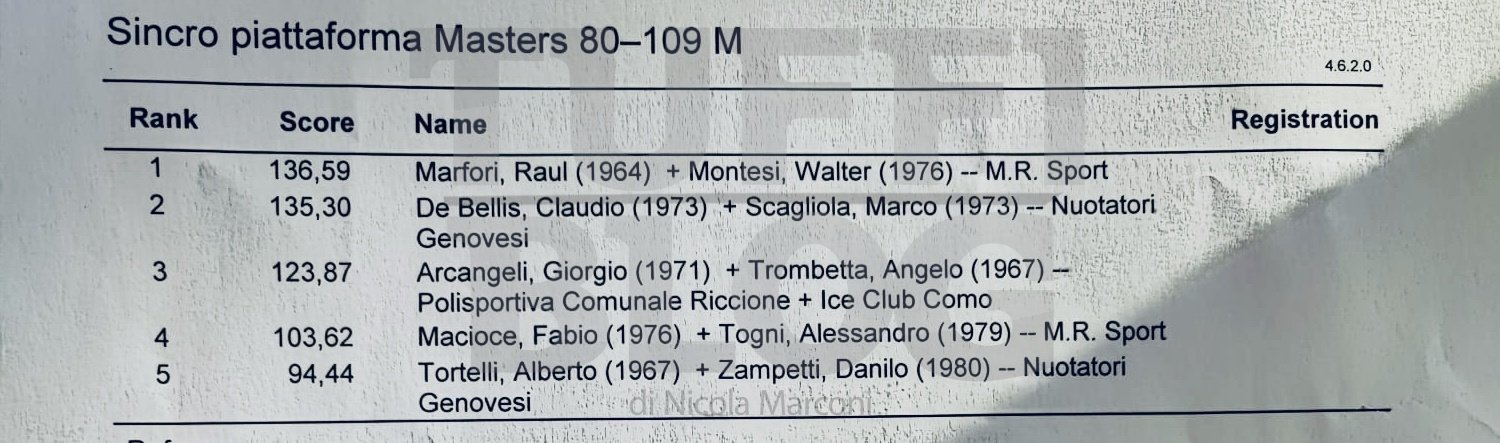 Sincro piattaforma Masters 80–109 M
4.6.2.0
Rank Score Name Registration
1 136,59 Marfori, Raul (1964) + Montesi, Walter (1976) -- M.R. Sport
2 135,30 De Bellis, Claudio (1973) + Scagliola, Marco (1973) -- Nuotatori
Genovesi
3 123,87 Arcangeli, Giorgio (1971) + Trombetta, Angelo (1967) --
Polisportiva Comunale Riccione + Ice Club Como
4 103,62 Macioce, Fabio (1976) + Togni, Alessandro (1979) -- M.R. Sport
5 94,44 Tortelli, Alberto (1967) + Zampetti, Danilo (1980) -- Nuotatori
Genovesi
TUFFI
BLOG
di Nicola Marconi